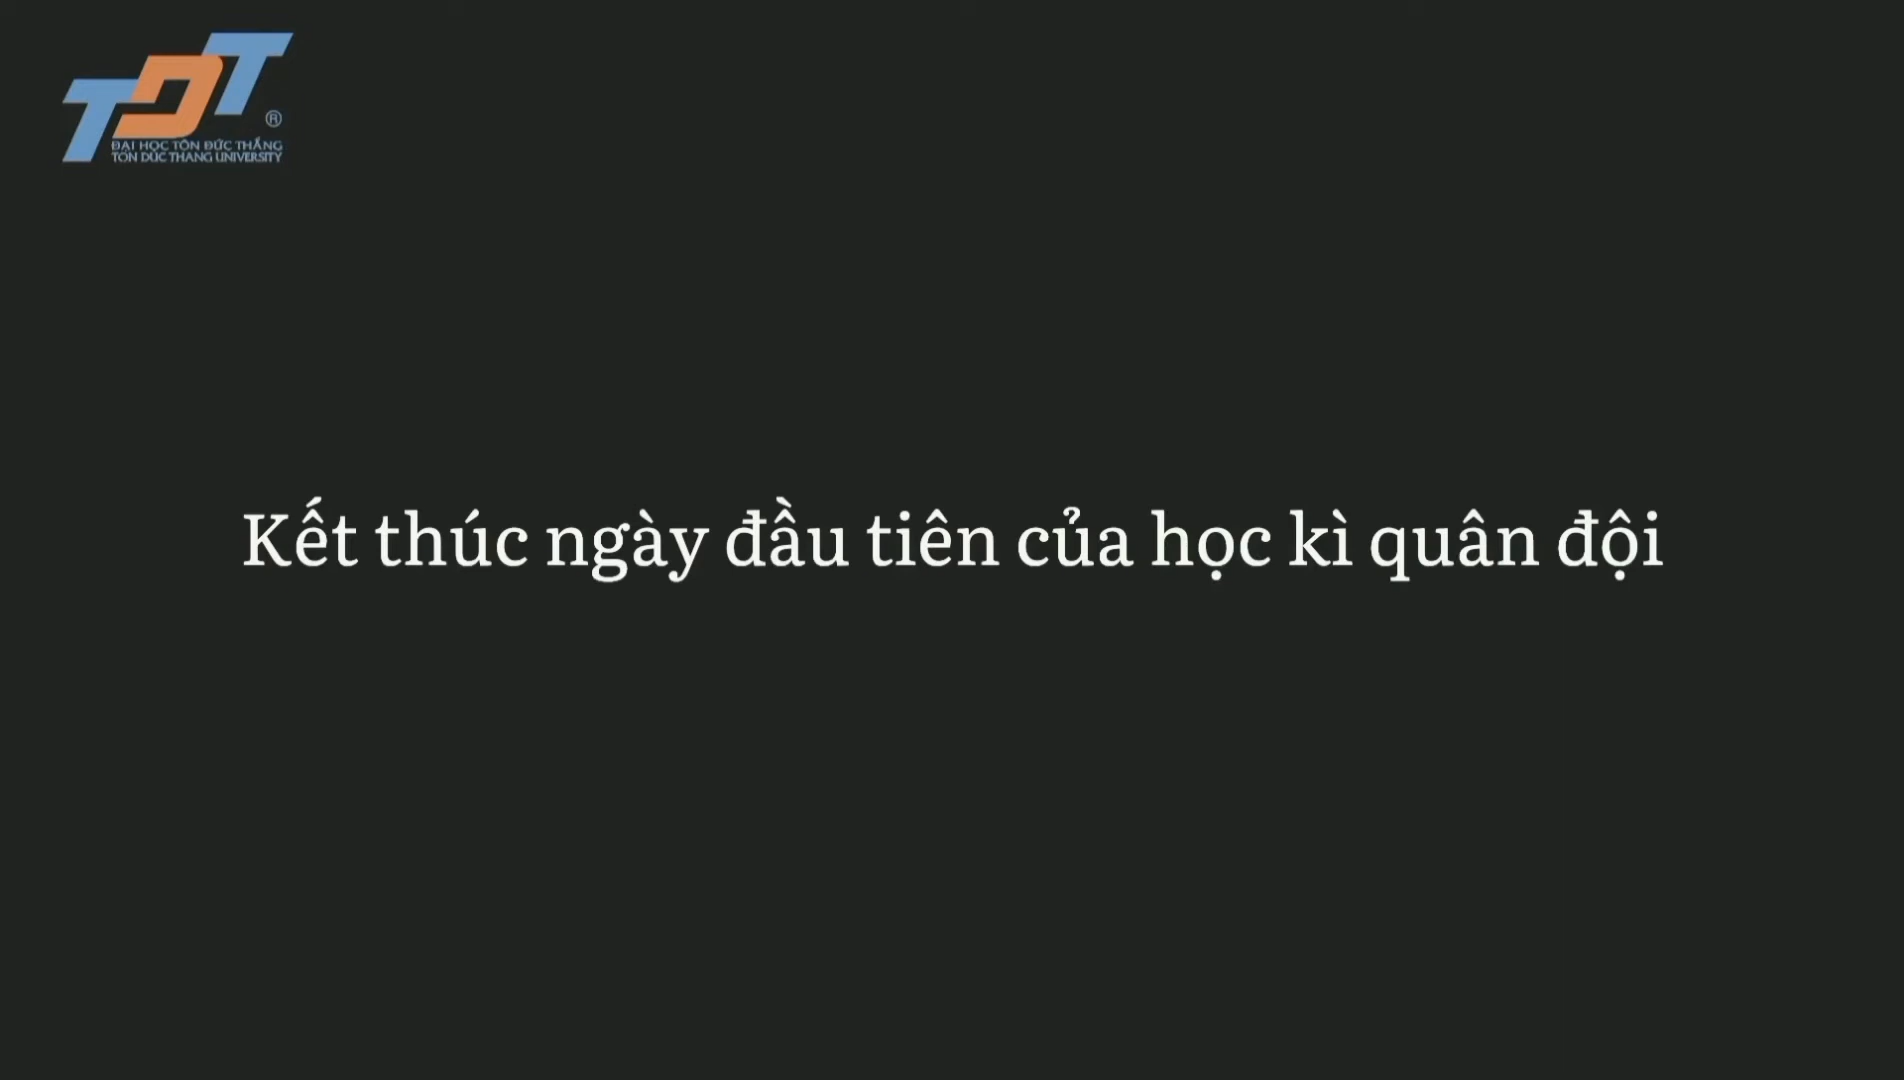 TDT
®
ĐẠI HỌC TÔN ĐỨC THẮNG
TON DUC THANG UNIVERSITY
Kết thúc ngày đầu tiên của học kì quân đội